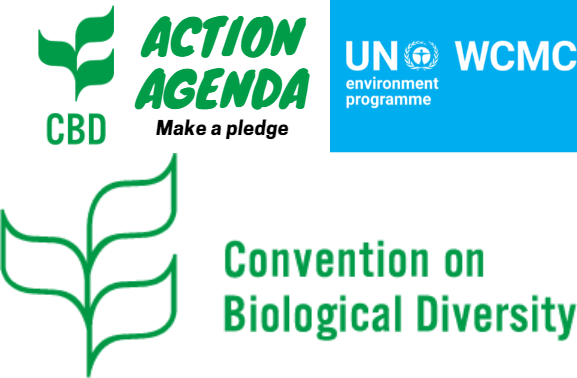 ACTION
AGENDA
Make a pledge
CBD
UN WCMC
environment
programme
Convention on
Biological Diversity